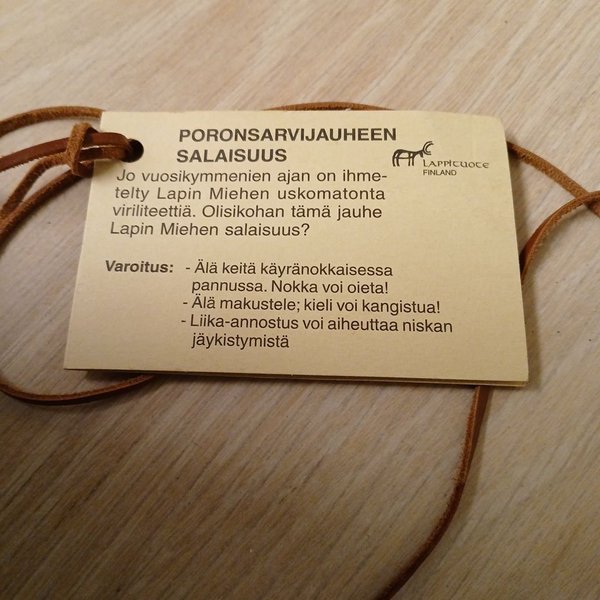 PORONSARVIJAUHEEN
SALAISUUS
LAPPITUOTE
FINLAND
Jo vuosikymmenien ajan on ihme-
telty Lapin Miehen uskomatonta
viriliteettiä. Olisikohan tämä jauhe
Lapin Miehen salaisuus?
Varoitus: - Älä keitä käyränokkaisessa
pannussa. Nokka voi oieta!
- Älä makustele; kieli voi kangistua!
- Liika-annostus voi aiheuttaa niskan
jäykistymistä